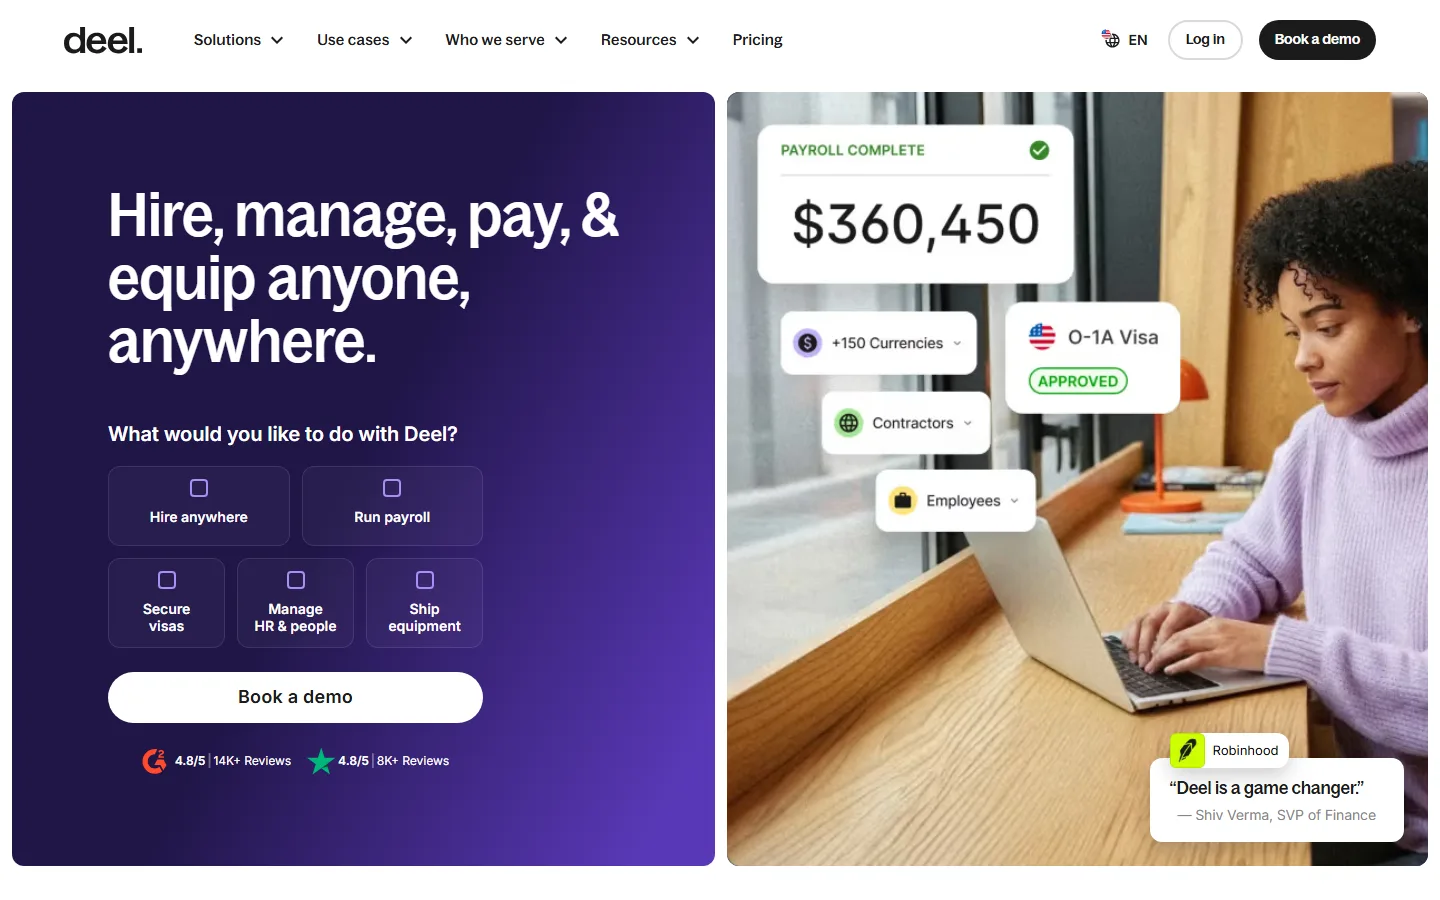 deel.
Solutions
Use cases
Who we serve
Resources
Pricing
EN
Log in
Book a demo
Hire, manage, pay, &
equip anyone,
anywhere.
What would you like to do with Deel?
Hire anywhere
Run payroll
Secure
visas
Manage
HR & people
Ship
equipment
Book a demo
4.8/5 | 14K+ Reviews
4.8/5 | 8K+ Reviews
PAYROLL COMPLETE
$360,450
+150 Currencies
O-1A Visa
APPROVED
Contractors
Employees
Robinhood
“Deel is a game changer.”
— Shiv Verma, SVP of Finance